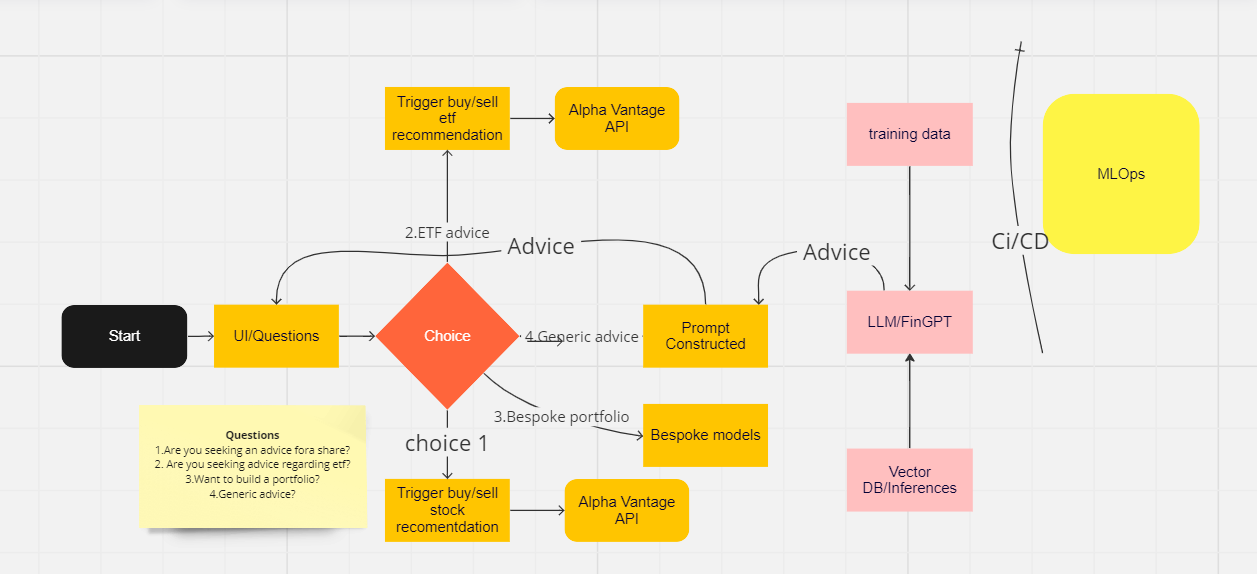 Trigger buy/sell
etf
recommendation
Alpha Vantage
API
training data
MLOps
2.ETF advice
Advice
Advice
Ci/CD
Start
UI/Questions
Choice
4.Generic advice
Prompt
Constructed
LLM/FinGPT
3.Bespoke portfolio
Bespoke models
choice 1
Questions
1.Are you seeking an advice fora share?
2. Are you seeking advice regarding etf?
3.Want to build a portfolio?
4.Generic advice?
Trigger buy/sell
stock
recomentdation
Alpha Vantage
API
Vector
DB/Inferences